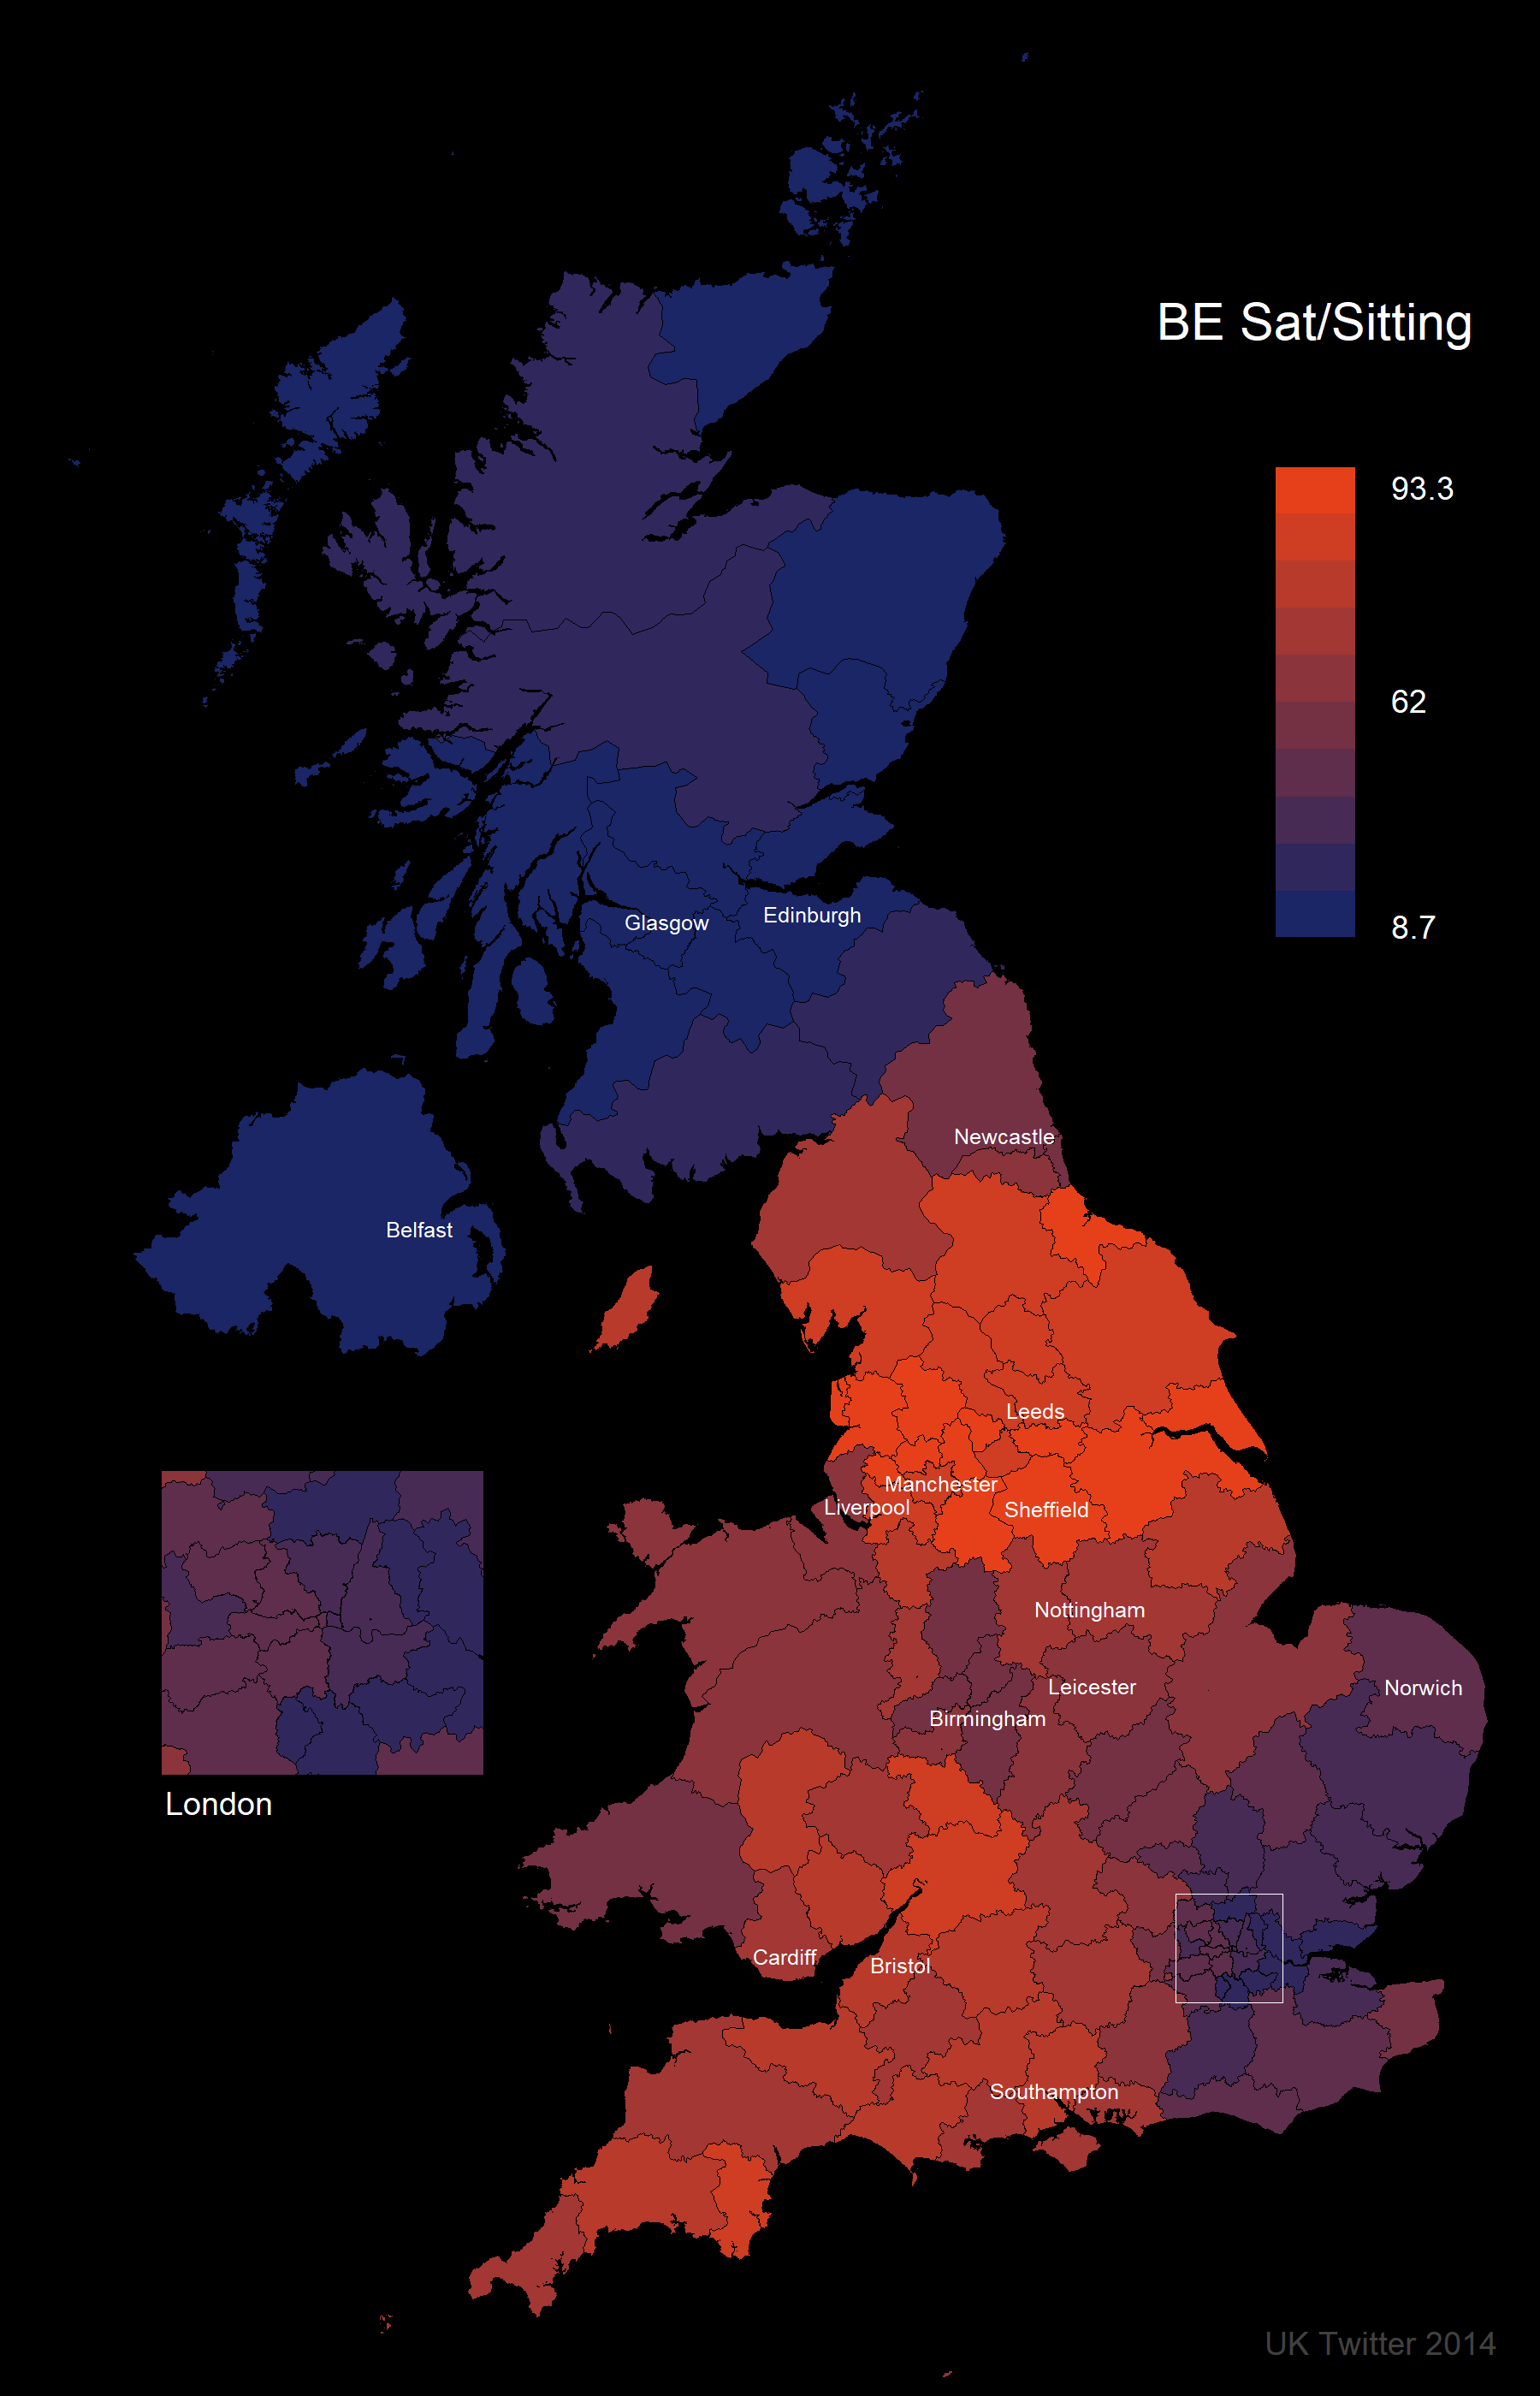 BE Sat/Sitting
93.3
62
8.7
Glasgow
Edinburgh
Newcastle
Belfast
Leeds
Manchester
Liverpool
Sheffield
Nottingham
Norwich
Leicester
Birmingham
London
Cardiff
Bristol
Southampton
UK Twitter 2014